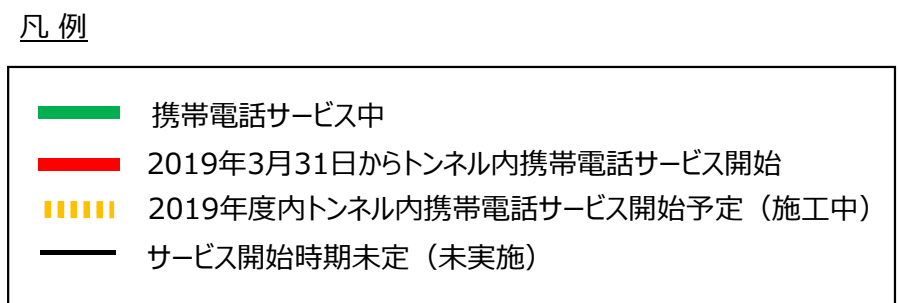 凡 例
携帯電話サービス中
2019年3月31日からトンネル内携帯電話サービス開始
2019年度内トンネル内携帯電話サービス開始予定（施工中）
サービス開始時期未定（未実施）